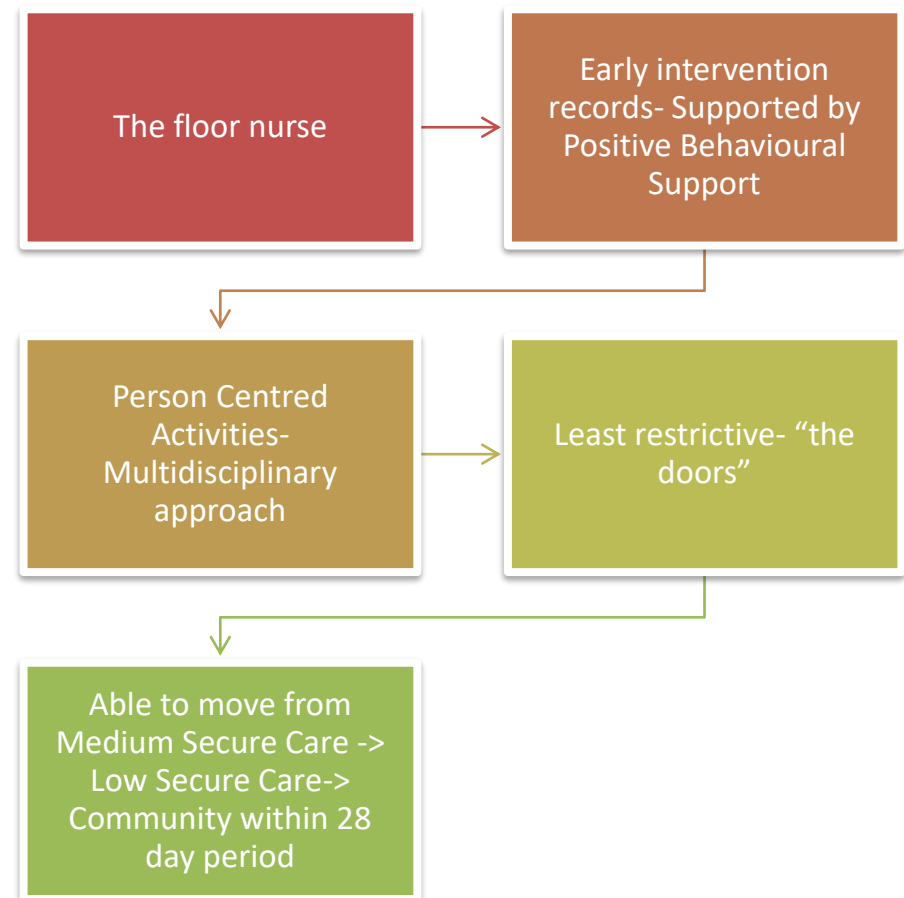 The floor nurse
Early intervention
records- Supported by
Positive Behavioural
Support
Person Centred
Activities-
Multidisciplinary
approach
Least restrictive- “the
doors”
Able to move from
Medium Secure Care ->
Low Secure Care->
Community within 28
day period